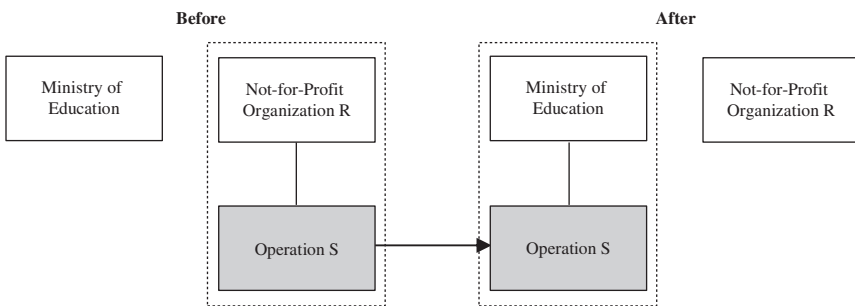 Before
After
Ministry of
Education
Not-for-Profit
Organization R
Ministry of
Education
Not-for-Profit
Organization R
Operation S
Operation S